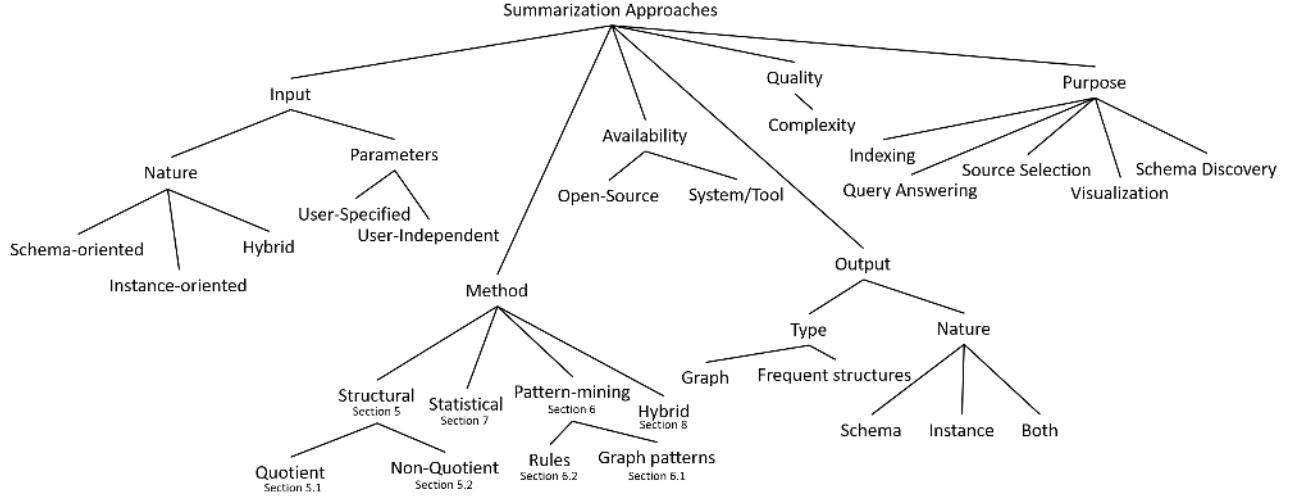 Summarization Approaches
Input
Nature
Schema-oriented
Instance-oriented
Hybrid
Parameters
User-Specified
User-Independent
Method
Structural
Section 5
Quotient
Section 5.1
Non-Quotient
Section 5.2
Statistical
Section 7
Pattern-mining
Section 6
Rules
Section 6.2
Graph patterns
Section 6.1
Hybrid
Section 8
Availability
Open-Source
System/Tool
Quality
Complexity
Output
Type
Graph
Frequent structures
Nature
Schema
Instance
Both
Purpose
Indexing
Query Answering
Source Selection
Visualization
Schema Discovery